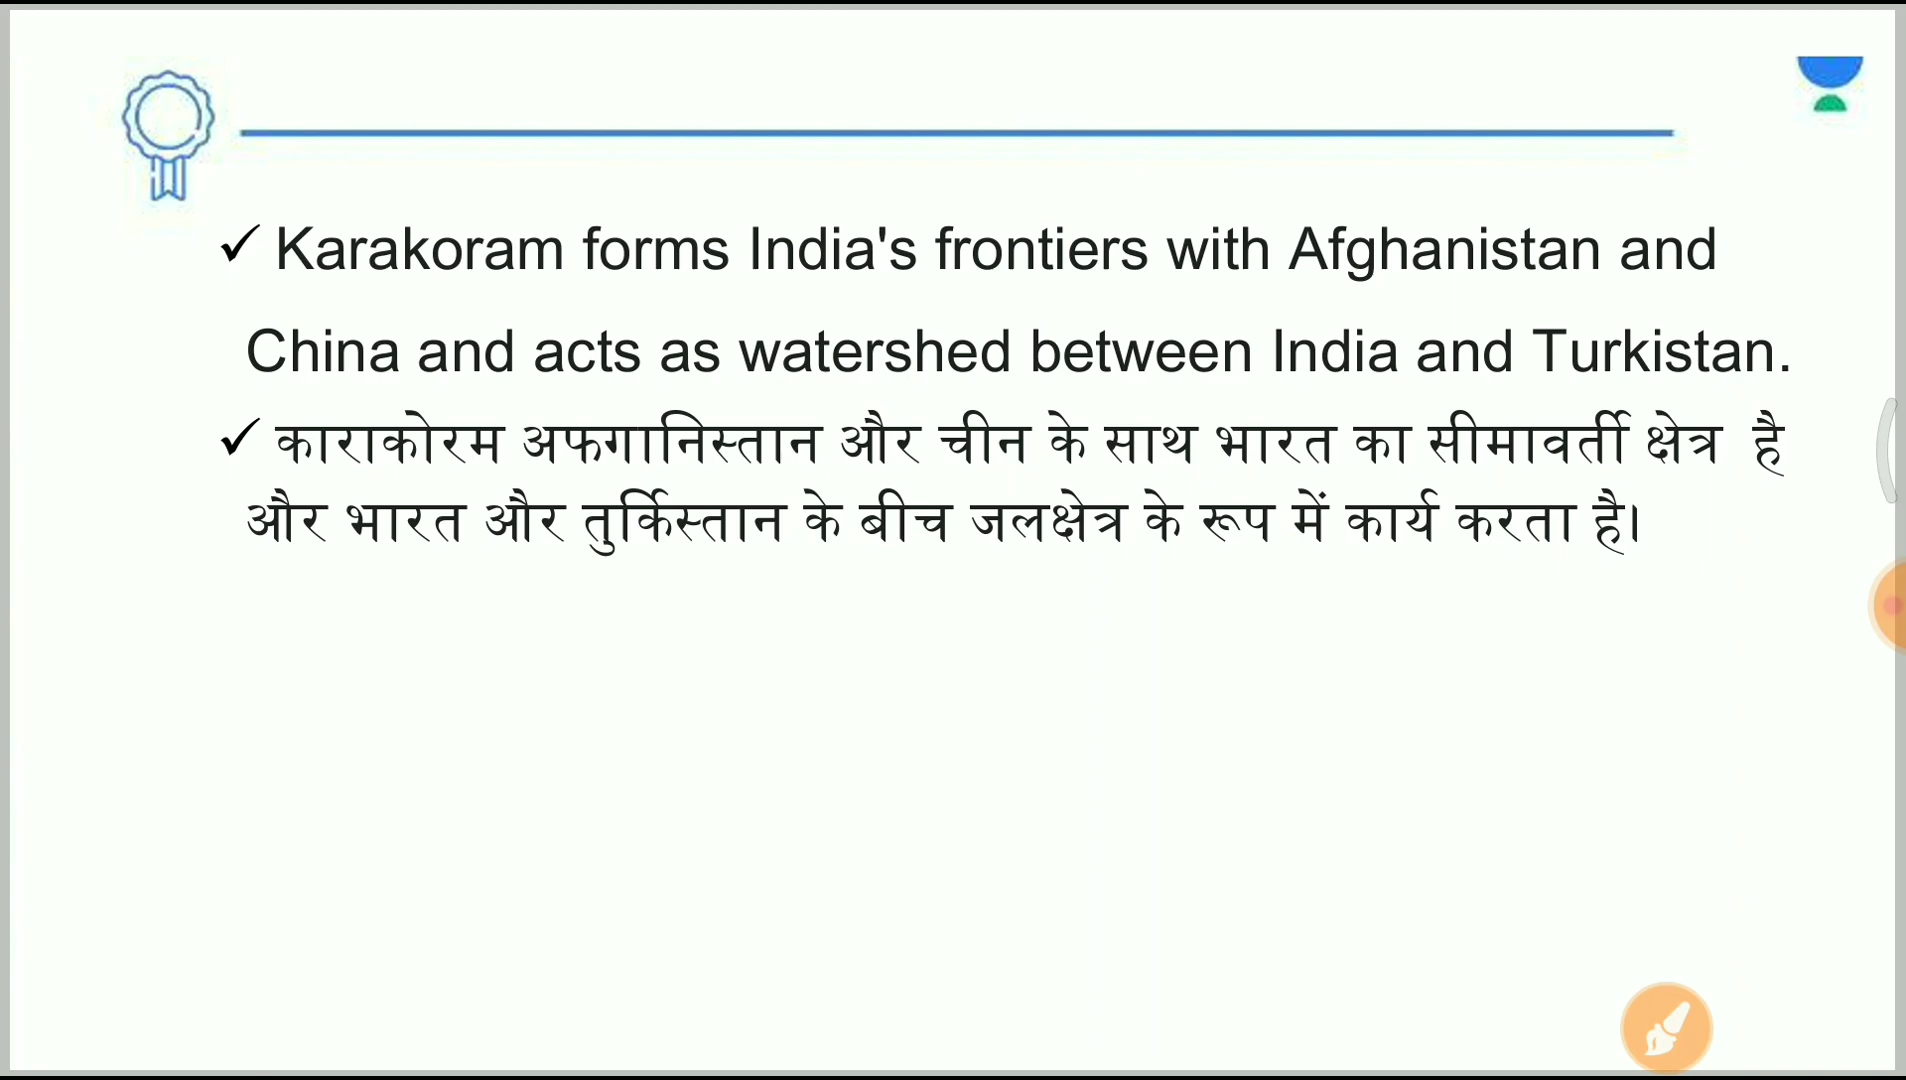 ✓ Karakoram forms India's frontiers with Afghanistan and
China and acts as watershed between India and Turkistan.
✓ काराकोरम अफगानिस्तान और चीन के साथ भारत का सीमावर्ती क्षेत्र है
और भारत और तुर्किस्तान के बीच जलक्षेत्र के रूप में कार्य करता है।